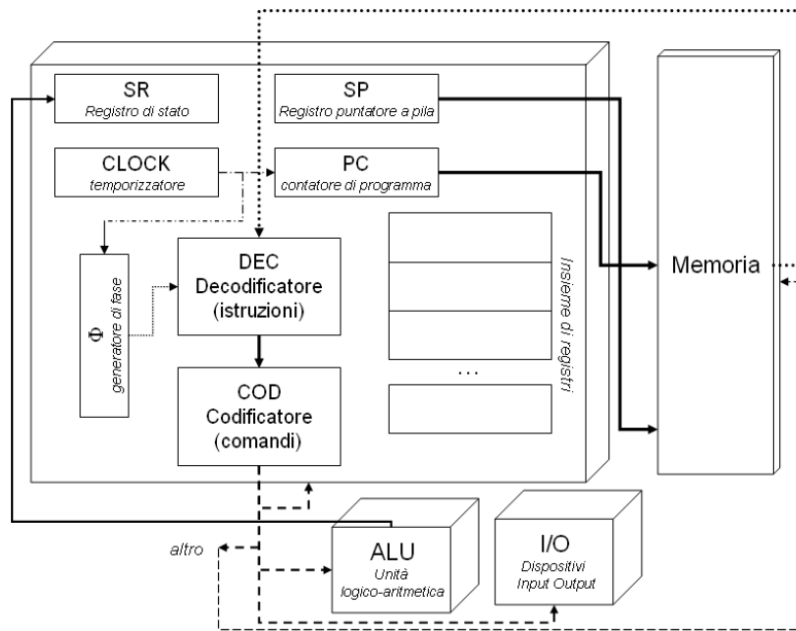 SR
Registro di stato
SP
Registro puntatore a pila
CLOCK
temporizzatore
PC
contatore di programma
Φ
generatore di fase
DEC
Decodificatore
(istruzioni)
COD
Codificatore
(comandi)
...
Insieme di registri
Memoria
altro
ALU
Unità
logico-aritmetica
I/O
Dispositivi
Input Output